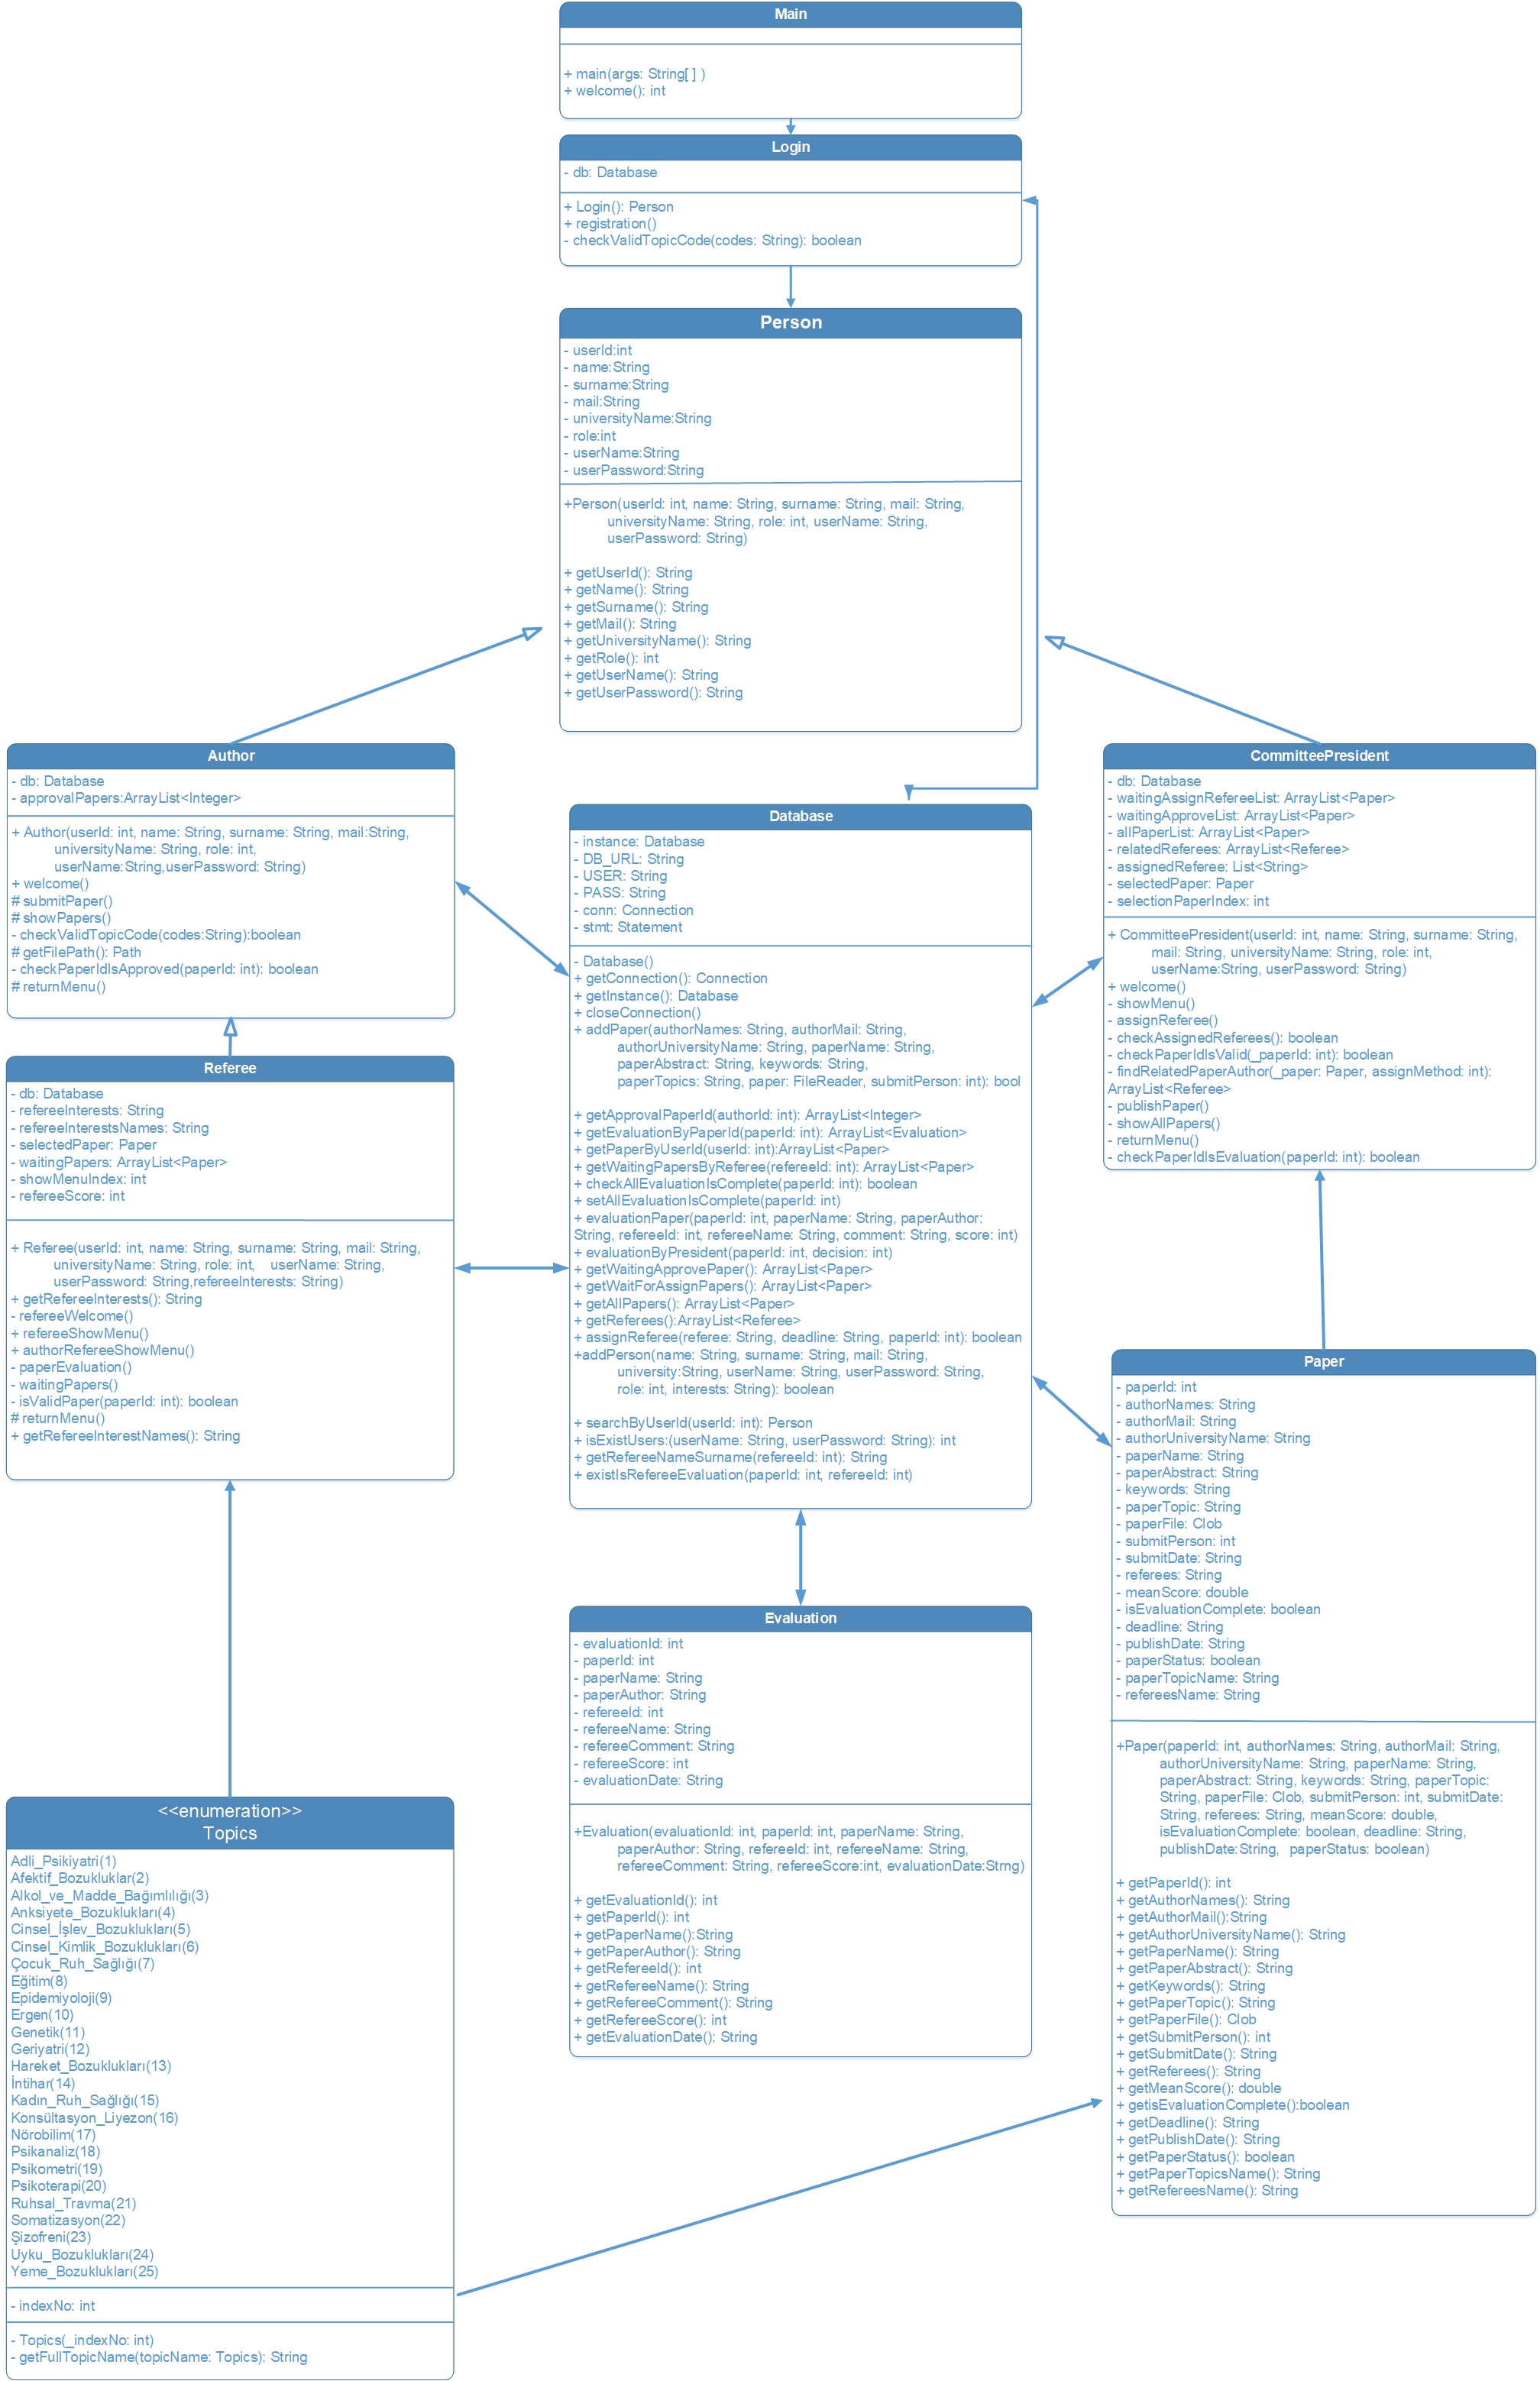 Main
+ main(args: String[ ] )
+ welcome(): int
Login
- db: Database
+ Login(): Person
+ registration()
- checkValidTopicCode(codes: String): boolean
Person
- userId:int
- name:String
- surname:String
- mail:String
- universityName:String
- role:int
- userName:String
- userPassword:String
+Person(userId: int, name: String, surname: String, mail: String,
universityName: String, role: int, userName: String,
userPassword: String)
+ getUserId(): String
+ getName(): String
+ getSurname(): String
+ getMail(): String
+ getUniversityName(): String
+ getRole(): int
+ getUserName(): String
+ getUserPassword(): String
Author
- db: Database
- approvalPapers:ArrayList<Integer>
+ Author(userId: int, name: String, surname: String, mail:String,
universityName: String, role: int,
userName:String,userPassword: String)
+ welcome()
# submitPaper()
# showPapers()
- checkValidTopicCode(codes:String):boolean
# getFilePath(): Path
- checkPaperIdIsApproved(paperId: int): boolean
# returnMenu()
Referee
- db: Database
- refereeInterests: String
- refereeInterestsNames: String
- selectedPaper: Paper
- waitingPapers: ArrayList<Paper>
- showMenuIndex: int
- refereeScore: int
+ Referee(userId: int, name: String, surname: String, mail: String,
universityName: String, role: int, userName: String,
userPassword: String,refereeInterests: String)
+ getRefereeInterests(): String
- refereeWelcome()
+ refereeShowMenu()
+ authorRefereeShowMenu()
- paperEvaluation()
- waitingPapers()
- isValidPaper(paperId: int): boolean
# returnMenu()
+ getRefereeInterestNames(): String
<<enumeration>>
Topics
Adli_Psikiyatri(1)
Afektif_Bozukluklar(2)
Alkol_ve_Madde_Bağımlılığı(3)
Anksiyete_Bozuklukları(4)
Cinsel_İşlev_Bozuklukları(5)
Cinsel_Kimlik_Bozuklukları(6)
Çocuk_Ruh_Sağlığı(7)
Eğitim(8)
Epidemiyoloji(9)
Ergen(10)
Genetik(11)
Geriyatri(12)
Hareket_Bozuklukları(13)
İntihar(14)
Kadın_Ruh_Sağlığı(15)
Konsültasyon_Liyezon(16)
Nörobilim(17)
Psikanaliz(18)
Psikometri(19)
Psikoterapi(20)
Ruhsal_Travma(21)
Somatizasyon(22)
Şizofreni(23)
Uyku_Bozuklukları(24)
Yeme_Bozuklukları(25)
- indexNo: int
- Topics(_indexNo: int)
- getFullTopicName(topicName: Topics): String
Database
- instance: Database
- DB_URL: String
- USER: String
- PASS: String
- conn: Connection
- stmt: Statement
- Database()
+ getConnection(): Connection
+ getInstance(): Database
+ closeConnection()
+ addPaper(authorNames: String, authorMail: String,
authorUniversityName: String, paperName: String,
paperAbstract: String, keywords: String,
paperTopics: String, paper: FileReader, submitPerson: int): bool
+ getApprovalPaperId(authorId: int): ArrayList<Integer>
+ getEvaluationByPaperId(paperId: int): ArrayList<Evaluation>
+ getPaperByUserId(userId: int):ArrayList<Paper>
+ getWaitingPapersByReferee(refereeId: int): ArrayList<Paper>
+ checkAllEvaluationIsComplete(paperId: int): boolean
+ setAllEvaluationIsComplete(paperId: int)
+ evaluationPaper(paperId: int, paperName: String, paperAuthor:
String, refereeId: int, refereeName: String, comment: String, score: int)
+ evaluationByPresident(paperId: int, decision: int)
+ getWaitingApprovePaper(): ArrayList<Paper>
+ getWaitForAssignPapers(): ArrayList<Paper>
+ getAllPapers(): ArrayList<Paper>
+ getReferees():ArrayList<Referee>
+ assignReferee(referee: String, deadline: String, paperId: int): boolean
+addPerson(name: String, surname: String, mail: String,
university:String, userName: String, userPassword: String,
role: int, interests: String): boolean
+ searchByUserId(userId: int): Person
+ isExistUsers:(userName: String, userPassword: String): int
+ getRefereeNameSurname(refereeId: int): String
+ existIsRefereeEvaluation(paperId: int, refereeId: int)
Evaluation
- evaluationId: int
- paperId: int
- paperName: String
- paperAuthor: String
- refereeId: int
- refereeName: String
- refereeComment: String
- refereeScore: int
- evaluationDate: String
+Evaluation(evaluationId: int, paperId: int, paperName: String,
paperAuthor: String, refereeId: int, refereeName: String,
refereeComment: String, refereeScore:int, evaluationDate:Strng)
+ getEvaluationId(): int
+ getPaperId(): int
+ getPaperName():String
+ getPaperAuthor(): String
+ getRefereeId(): int
+ getRefereeName(): String
+ getRefereeComment(): String
+ getRefereeScore(): int
+ getEvaluationDate(): String
CommitteePresident
- db: Database
- waitingAssignRefereeList: ArrayList<Paper>
- waitingApproveList: ArrayList<Paper>
- allPaperList: ArrayList<Paper>
- relatedReferees: ArrayList<Referee>
- assignedReferee: List<String>
- selectedPaper: Paper
- selectionPaperIndex: int
+ CommitteePresident(userId: int, name: String, surname: String,
mail: String, universityName: String, role: int,
userName:String, userPassword: String)
+ welcome()
- showMenu()
- assignReferee()
- checkAssignedReferees(): boolean
- checkPaperIdIsValid(_paperId: int): boolean
- findRelatedPaperAuthor(_paper: Paper, assignMethod: int):
ArrayList<Referee>
- publishPaper()
- showAllPapers()
- returnMenu()
- checkPaperIdIsEvaluation(paperId: int): boolean
Paper
- paperId: int
- authorNames: String
- authorMail: String
- authorUniversityName: String
- paperName: String
- paperAbstract: String
- keywords: String
- paperTopic: String
- paperFile: Clob
- submitPerson: int
- submitDate: String
- referees: String
- meanScore: double
- isEvaluationComplete: boolean
- deadline: String
- publishDate: String
- paperStatus: boolean
- paperTopicName: String
- refereesName: String
+Paper(paperId: int, authorNames: String, authorMail: String,
authorUniversityName: String, paperName: String,
paperAbstract: String, keywords: String, paperTopic:
String, paperFile: Clob, submitPerson: int, submitDate:
String, referees: String, meanScore: double,
isEvaluationComplete: boolean, deadline: String,
publishDate:String, paperStatus: boolean)
+ getPaperId(): int
+ getAuthorNames(): String
+ getAuthorMail():String
+ getAuthorUniversityName(): String
+ getPaperName(): String
+ getPaperAbstract(): String
+ getKeywords(): String
+ getPaperTopic(): String
+ getPaperFile(): Clob
+ getSubmitPerson(): int
+ getSubmitDate(): String
+ getReferees(): String
+ getMeanScore(): double
+ getisEvaluationComplete():boolean
+ getDeadline(): String
+ getPublishDate(): String
+ getPaperStatus(): boolean
+ getPaperTopicsName(): String
+ getRefereesName(): String